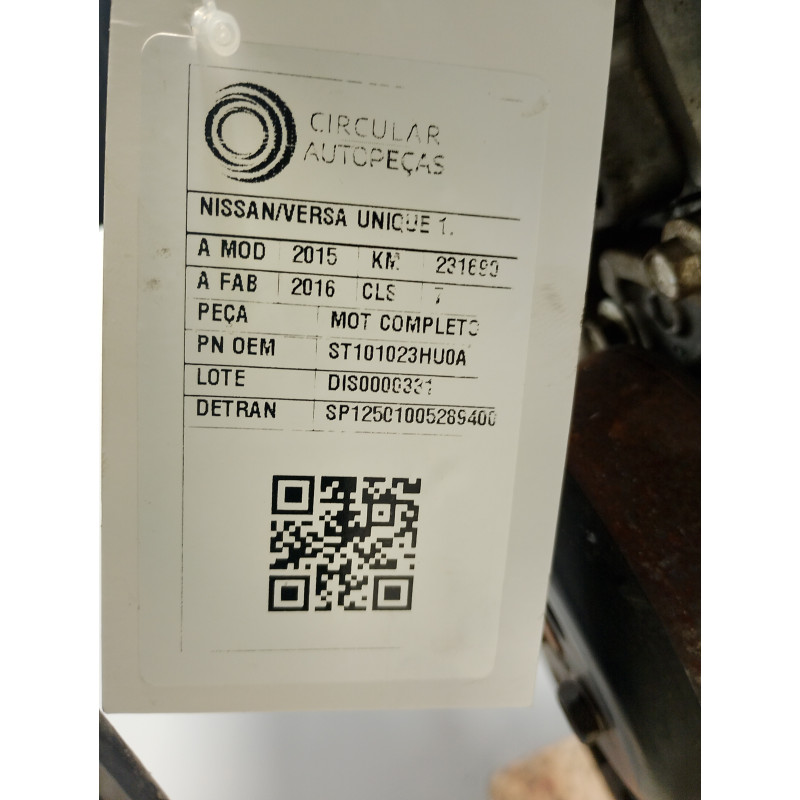 CIRCULAR
AUTOPEÇAS
NISSAN/VERSA UNIQUE 1.
A MOD 2015 KM
A FAB 2016 CLS 7
PEÇA MOT COMPLETO
PN OEM ST101023HU0A
LOTE DIS0000331
DETRAN SP12501005289400